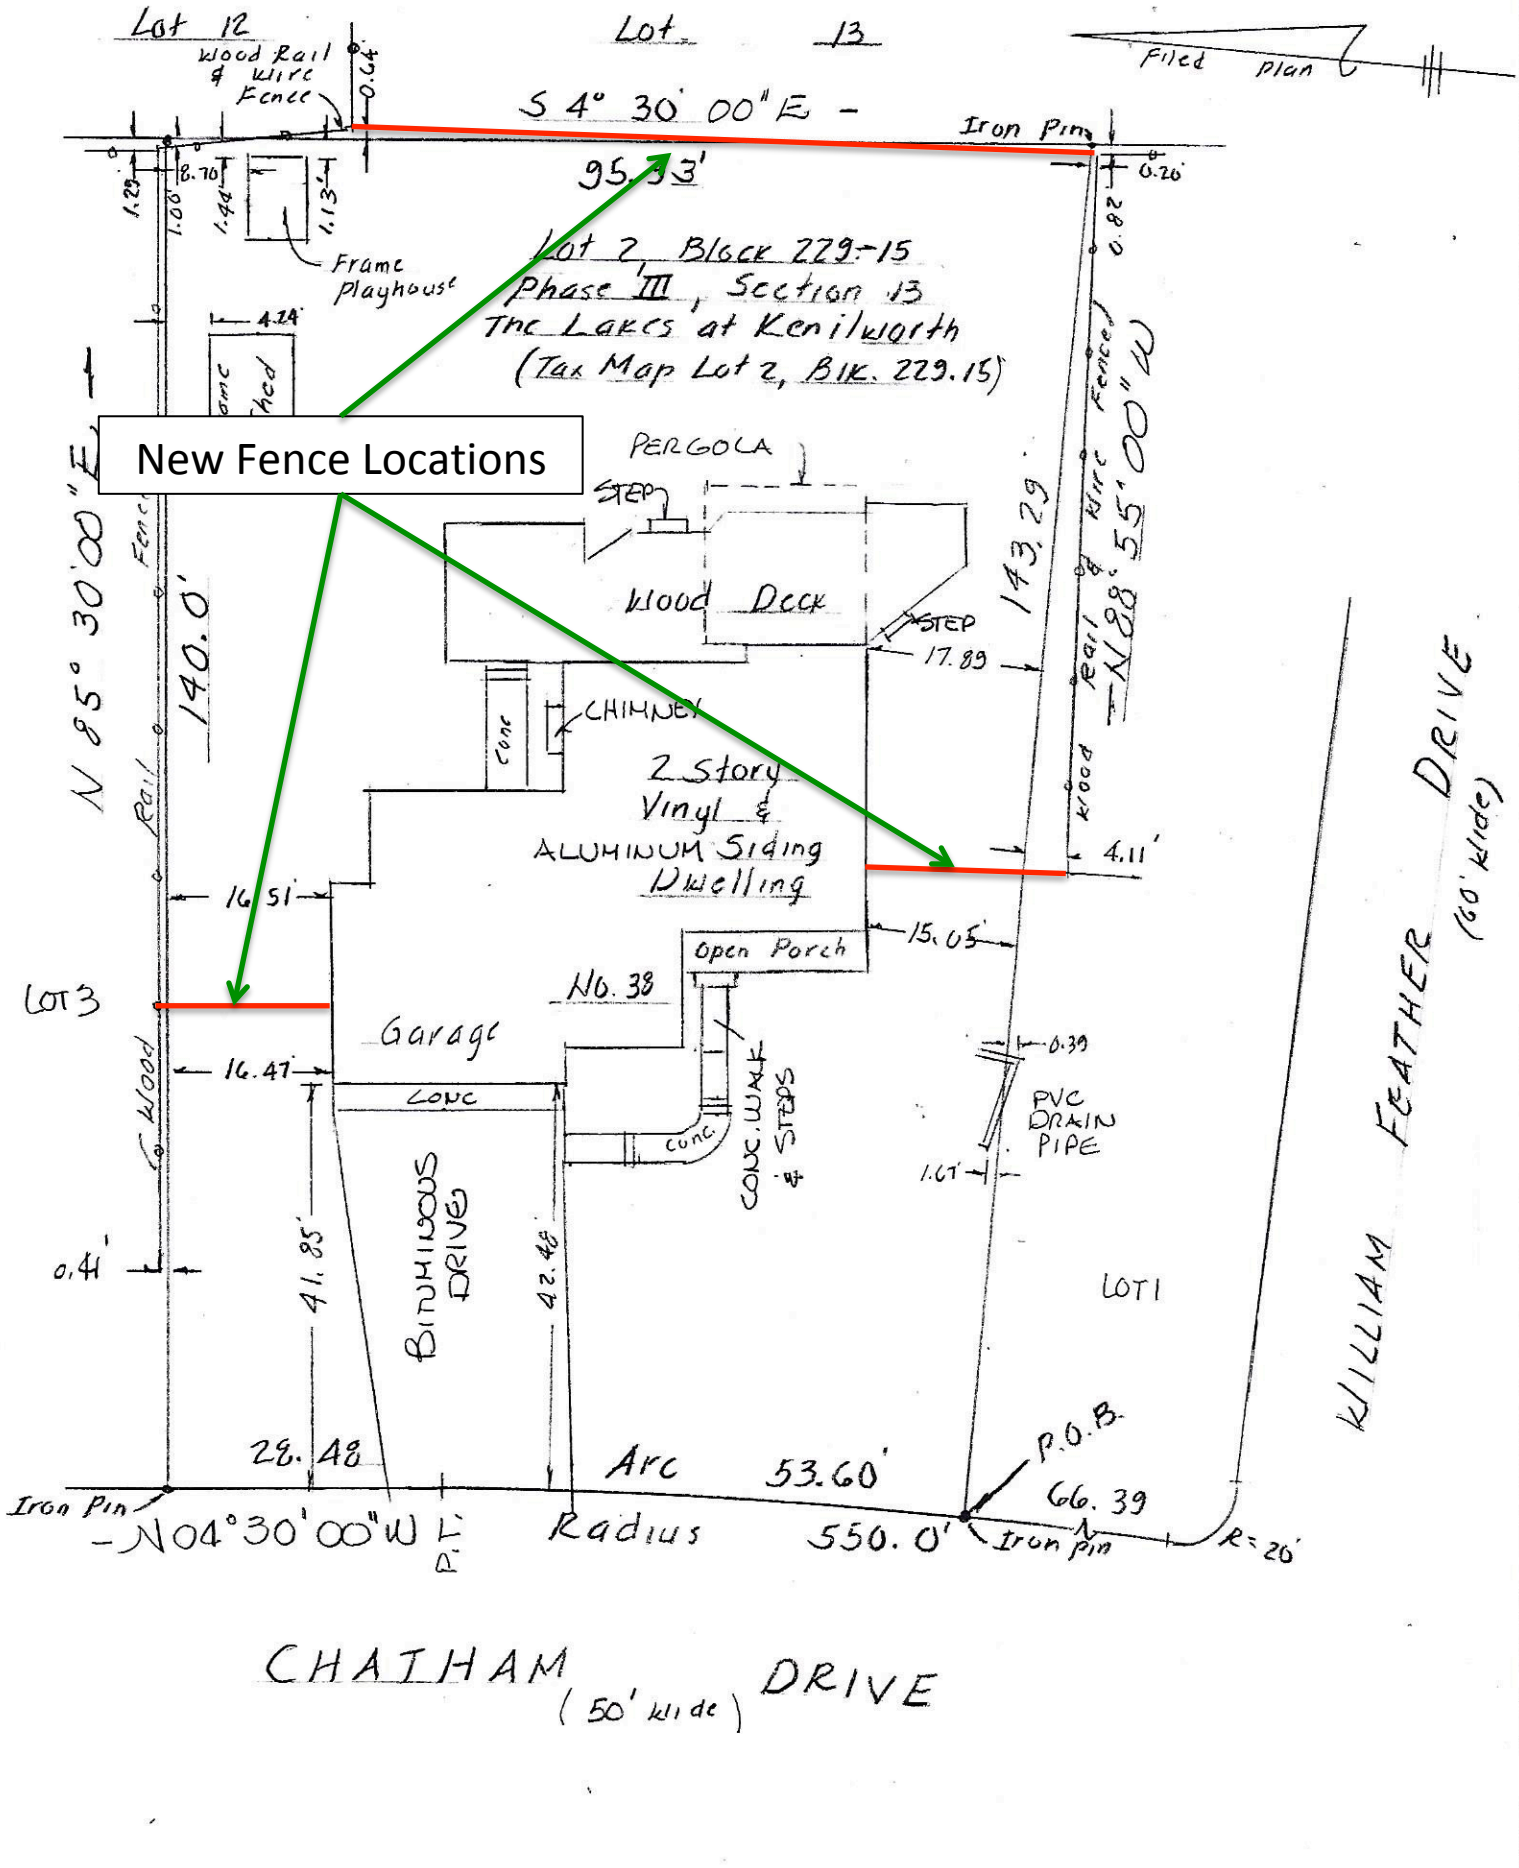 Lot 12
Lot 13
Filed Plan
Wood Rail
& Wire
Fence
0.64'
S 4° 30' 00" E -
Iron Pin
1.29
1.00'
8.70
1.44'
1.13'
95. 3'
0.20'
0.82
Frame
Playhouse
Lot 2, Block 229-15
Phase III, Section 13
The Lakes at Kenilworth
(Tax Map Lot 2, Blk. 229.15)
4.24'
New Fence Locations
PERGOLA
STEP
N 85° 30' 00" E
140.0'
Wood Rail Fence
Wood Deck
STEP
17.89
143.29
Wood Rail & Wire Fence
N 88° 55' 00" W
conc
CHIMNEY
2 Story
Vinyl &
ALUMINUM Siding
Dwelling
4.11'
16.51'
15.05'
Open Porch
LOT 3
No. 38
Garage
16.47'
CONC
CONC. WALK
& STEPS
conc.
0.39
PVC
DRAIN
PIPE
1.67'
BITUMINOUS
DRIVE
41.85'
42.48'
0.41'
LOT 1
WILLIAM FEATHER DRIVE
(60' Wide)
P.O.B.
28.48
Arc 53.60'
66.39
Iron Pin
- N 04° 30' 00" W
P.T.
Radius 550.0'
Iron pin
R=20'
CHATHAM DRIVE
(50' Wide)